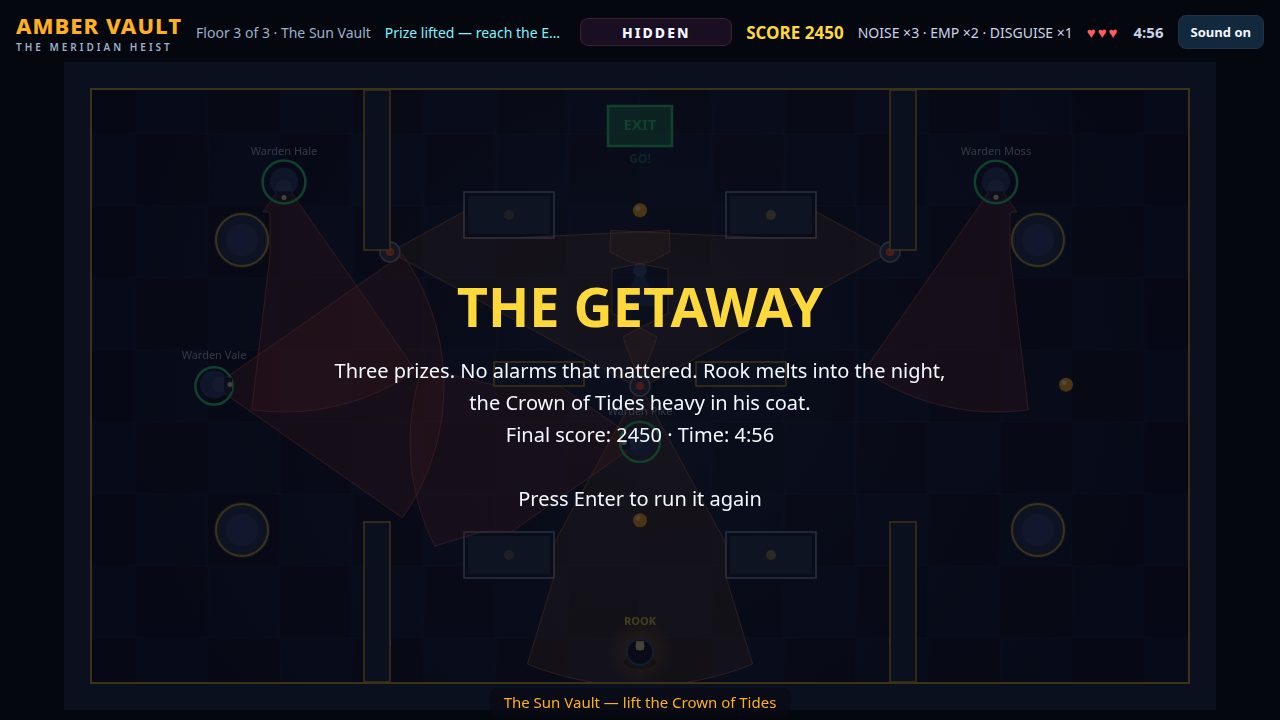 AMBER VAULT
THE MERIDIAN HEIST
Floor 3 of 3 · The Sun Vault
Prize lifted — reach the E...
HIDDEN
SCORE 2450
NOISE ×3 · EMP ×2 · DISGUISE ×1
♥♥♥
4:56
Sound on
EXIT
GO!
Warden Hale
Warden Moss
THE GETAWAY
Warden Vale
Three prizes. No alarms that mattered. Rook melts into the night,
the Crown of Tides heavy in his coat.
Warden Pike
Final score: 2450 · Time: 4:56
Press Enter to run it again
ROOK
The Sun Vault — lift the Crown of Tides